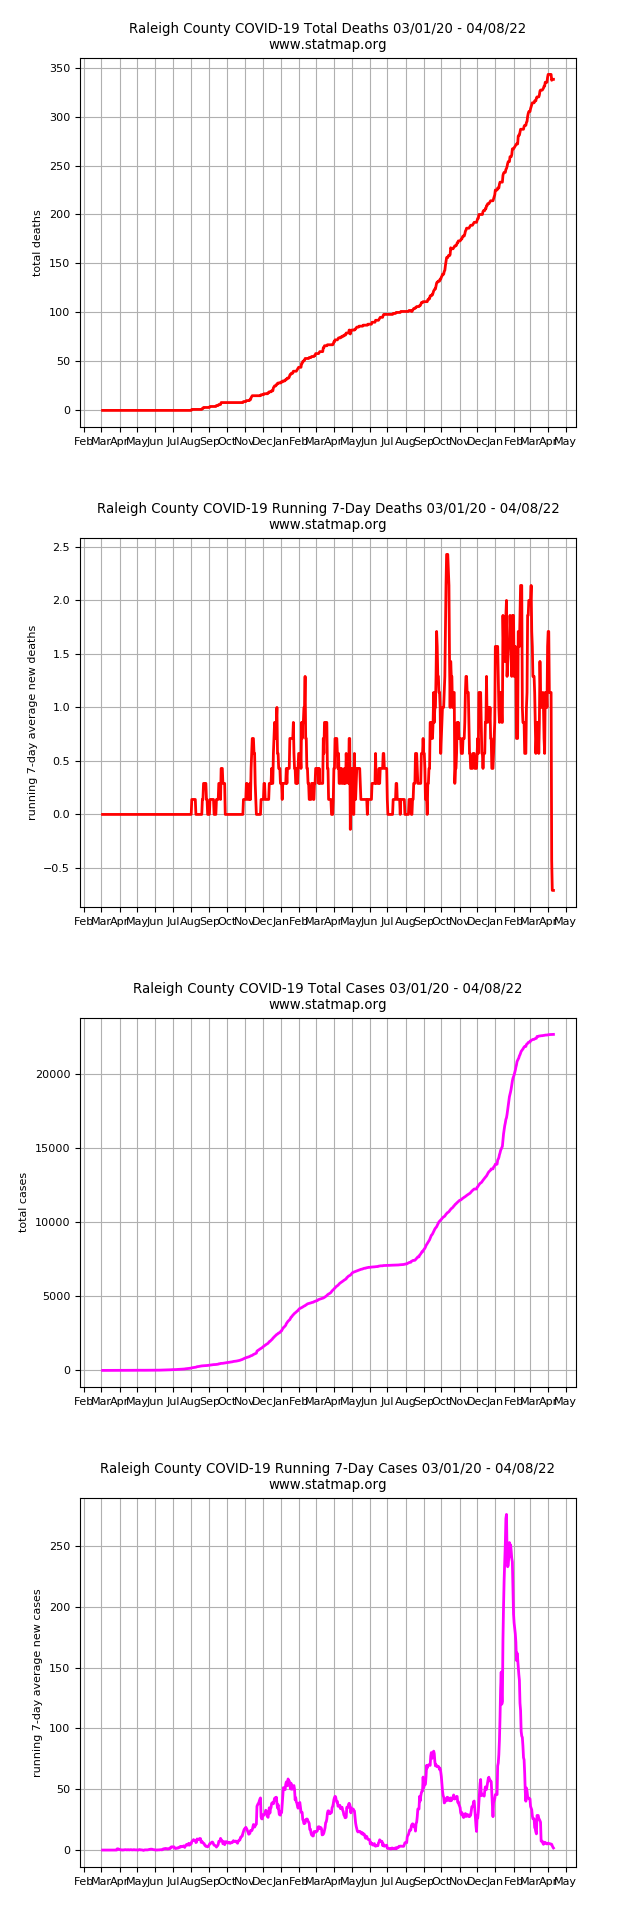 Raleigh County COVID-19 Total Deaths 03/01/20 - 04/08/22
www.statmap.org
total deaths
350
300
250
200
150
100
50
0
Feb Mar Apr May Jun Jul Aug Sep Oct Nov Dec Jan Feb Mar Apr May Jun Jul Aug Sep Oct Nov Dec Jan Feb Mar Apr May
Raleigh County COVID-19 Running 7-Day Deaths 03/01/20 - 04/08/22
www.statmap.org
running 7-day average new deaths
2.5
2.0
1.5
1.0
0.5
0.0
−0.5
Feb Mar Apr May Jun Jul Aug Sep Oct Nov Dec Jan Feb Mar Apr May Jun Jul Aug Sep Oct Nov Dec Jan Feb Mar Apr May
Raleigh County COVID-19 Total Cases 03/01/20 - 04/08/22
www.statmap.org
total cases
20000
15000
10000
5000
0
Feb Mar Apr May Jun Jul Aug Sep Oct Nov Dec Jan Feb Mar Apr May Jun Jul Aug Sep Oct Nov Dec Jan Feb Mar Apr May
Raleigh County COVID-19 Running 7-Day Cases 03/01/20 - 04/08/22
www.statmap.org
running 7-day average new cases
250
200
150
100
50
0
Feb Mar Apr May Jun Jul Aug Sep Oct Nov Dec Jan Feb Mar Apr May Jun Jul Aug Sep Oct Nov Dec Jan Feb Mar Apr May